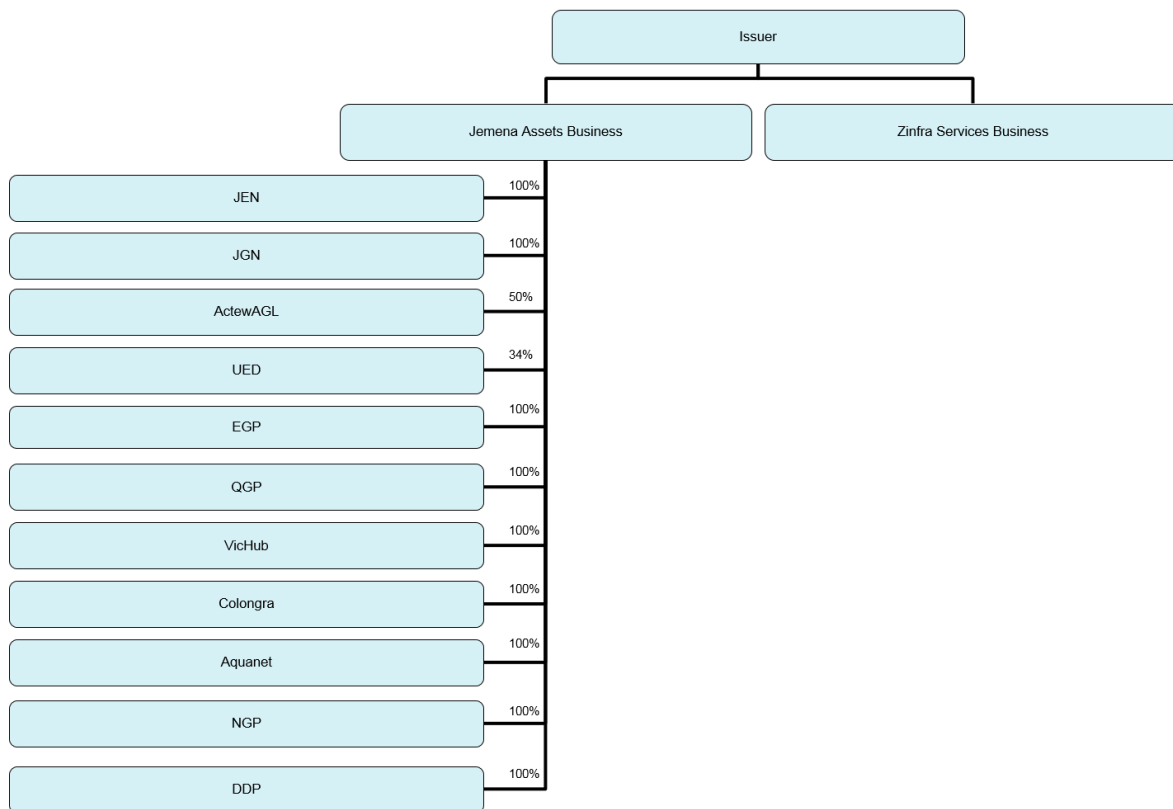 Issuer
Jemena Assets Business
Zinfra Services Business
JEN
100%
JGN
100%
ActewAGL
50%
UED
34%
EGP
100%
QGP
100%
VicHub
100%
Colongra
100%
Aquanet
100%
NGP
100%
DDP
100%